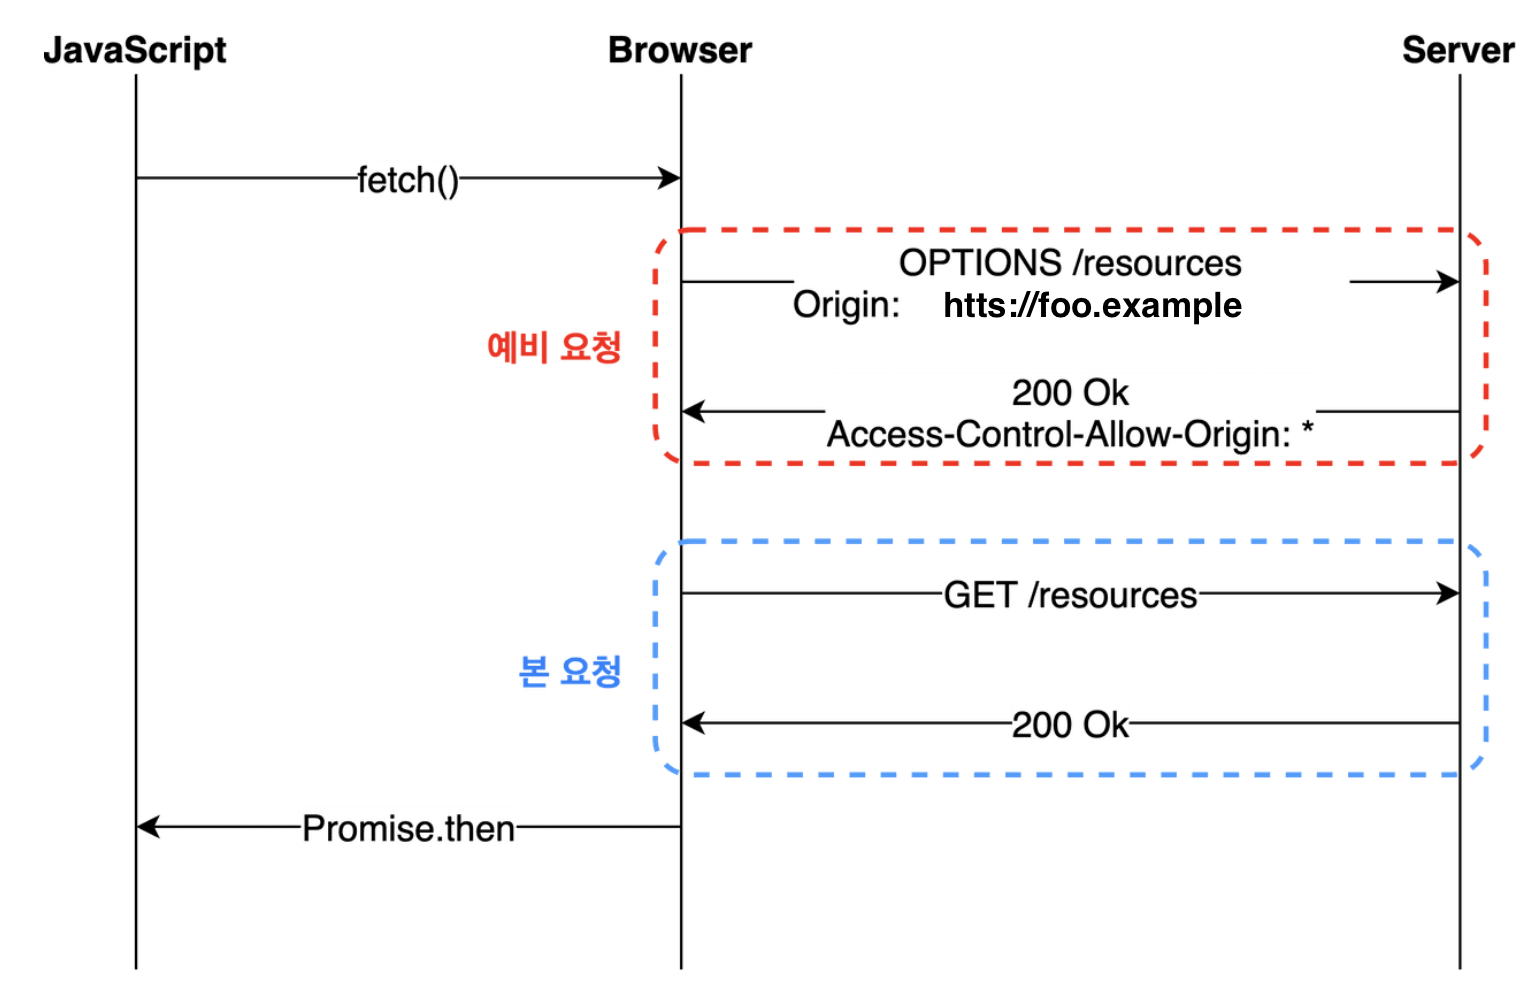 JavaScript
Browser
Server
fetch()
OPTIONS /resources
Origin: htts://foo.example
예비 요청
200 Ok
Access-Control-Allow-Origin: *
GET /resources
본 요청
200 Ok
Promise.then